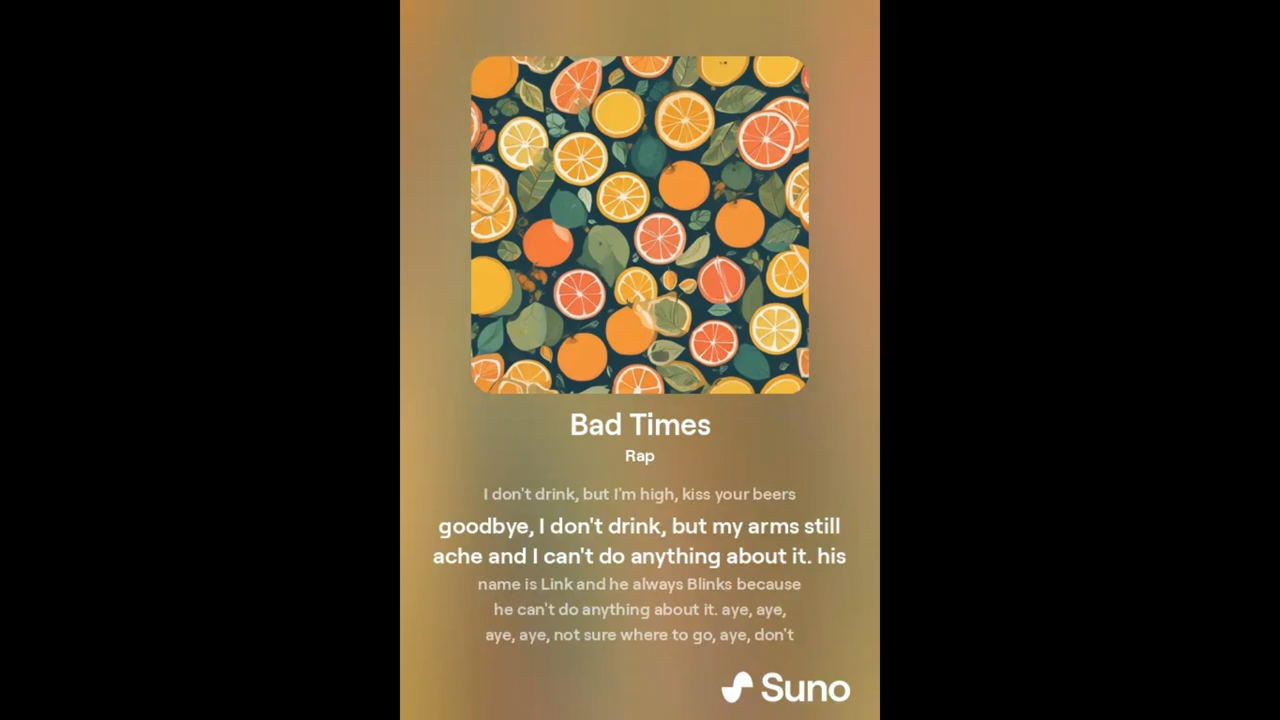 Bad Times
Rap
I don't drink, but I'm high, kiss your beers
goodbye, I don't drink, but my arms still
ache and I can't do anything about it. his
name is Link and he always Blinks because
he can't do anything about it. aye, aye,
aye, aye, not sure where to go, aye, don't
Suno